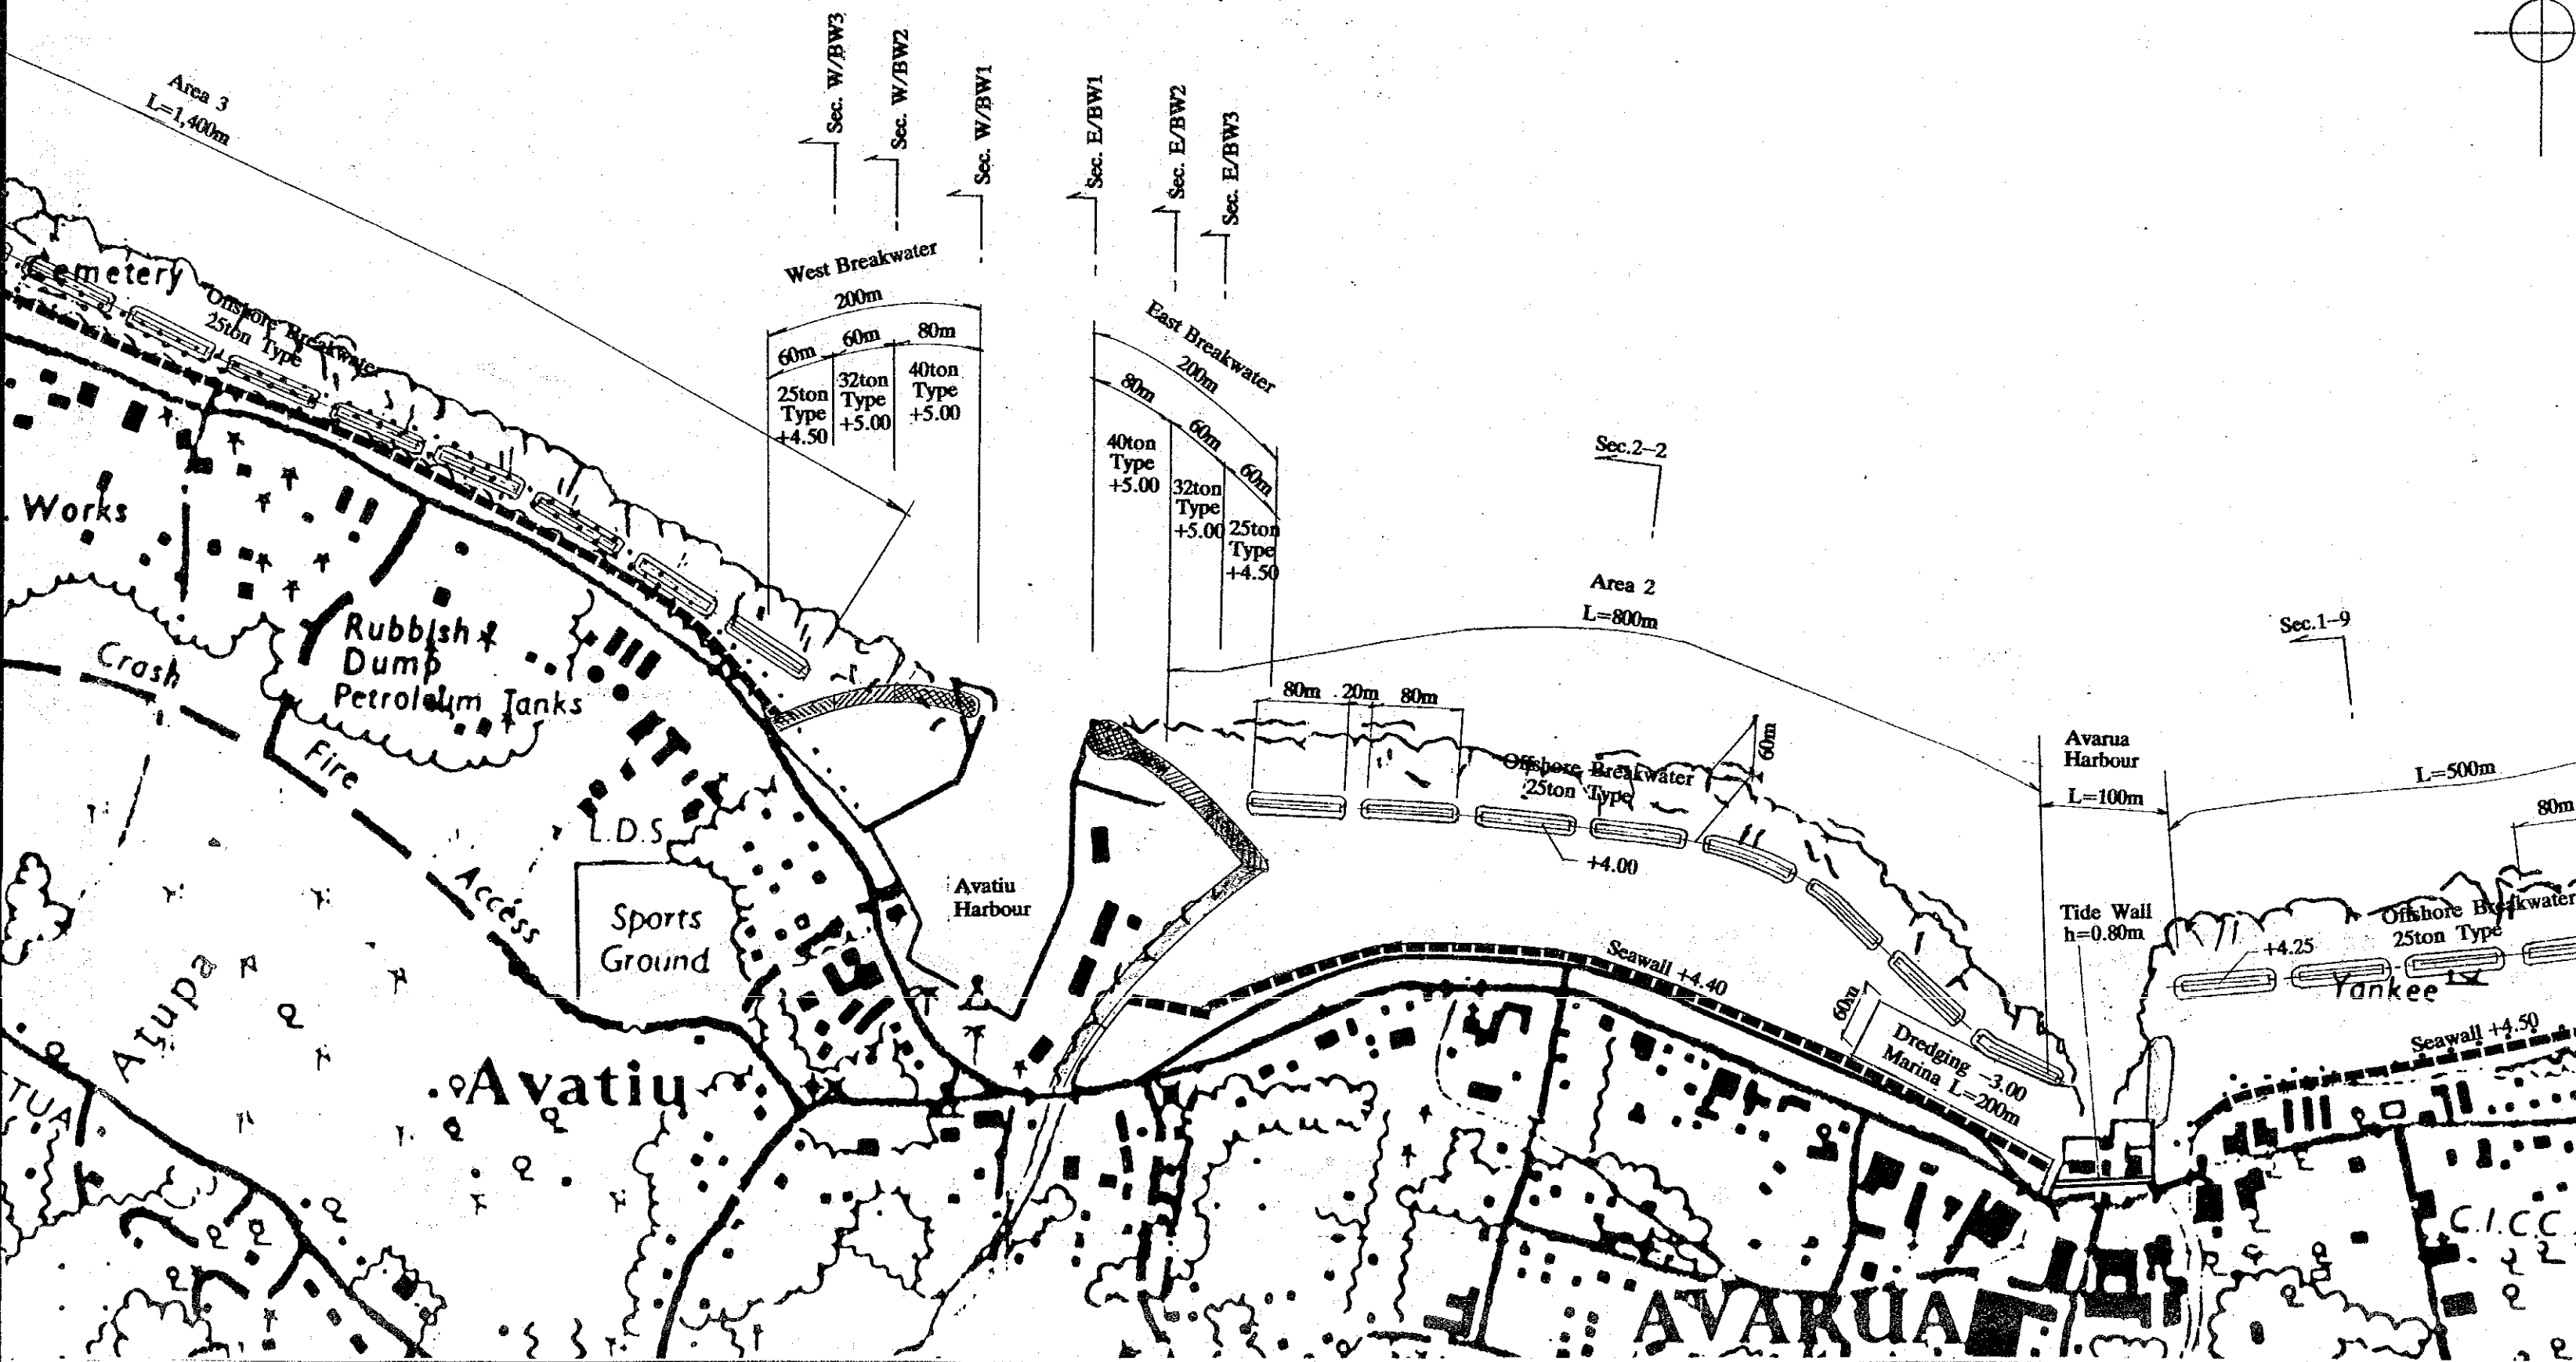 Sec. W/BW3
Sec. W/BW2
Sec. W/BW1
Sec. E/BW1
Sec. E/BW2
Sec. E/BW3
Area 3
L=1,400m
West Breakwater
200m
60m
60m
80m
25ton
Type
+4.50
32ton
Type
+5.00
40ton
Type
+5.00
East Breakwater
200m
80m
60m
60m
40ton
Type
+5.00
32ton
Type
+5.00
25ton
Type
+4.50
Cemetery
Offshore Breakwater
25ton Type
Works
Sec.2-2
Area 2
L=800m
Sec.1-9
Rubbish
Dump
Petroleum Tanks
Crash
Fire
Access
80m
20m
80m
60m
Offshore Breakwater
25ton Type
+4.00
Avarua
Harbour
L=100m
L=500m
80m
L.D.S.
Sports
Ground
Avatiu
Harbour
Tide Wall
h=0.80m
Offshore Breakwater
25ton Type
+4.25
Yankee
Seawall +4.40
Seawall +4.50
60m
Dredging -3.00
Marina L=200m
Atupa
TUA
Avatiu
C.I.C.C.
AVARUA